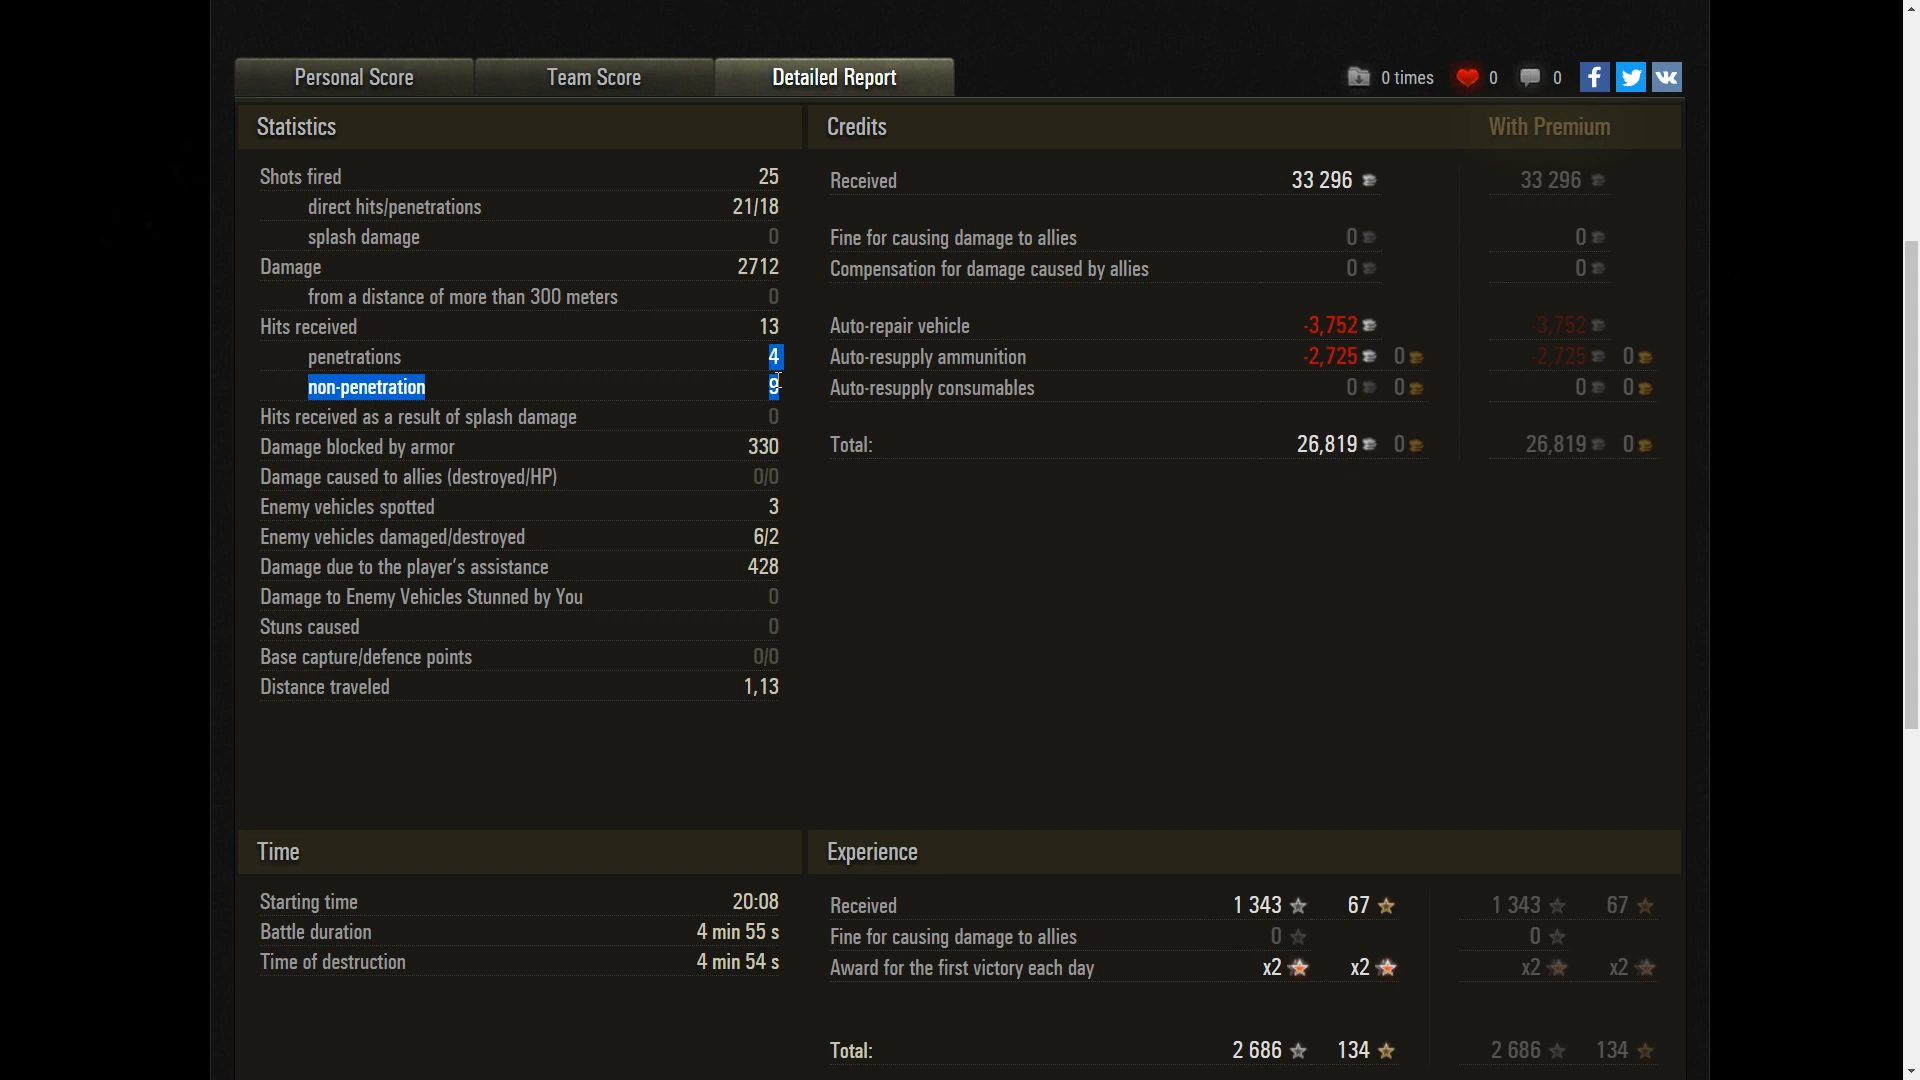 Personal Score Team Score Detailed Report 0 times 0 0
Statistics
Shots fired 25
direct hits/penetrations 21/18
splash damage 0
Damage 2712
from a distance of more than 300 meters 0
Hits received 13
penetrations 4
non-penetration 9
Hits received as a result of splash damage 0
Damage blocked by armor 330
Damage caused to allies (destroyed/HP) 0/0
Enemy vehicles spotted 3
Enemy vehicles damaged/destroyed 6/2
Damage due to the player's assistance 428
Damage to Enemy Vehicles Stunned by You 0
Stuns caused 0
Base capture/defence points 0/0
Distance traveled 1,13
Credits With Premium
Received 33 296 33 296
Fine for causing damage to allies 0 0
Compensation for damage caused by allies 0 0
Auto-repair vehicle -3,752 -3,752
Auto-resupply ammunition -2,725 0 -2,725 0
Auto-resupply consumables 0 0 0 0
Total: 26,819 0 26,819 0
Time
Starting time 20:08
Battle duration 4 min 55 s
Time of destruction 4 min 54 s
Experience
Received 1 343 67 1 343 67
Fine for causing damage to allies 0 0
Award for the first victory each day x2 x2 x2 x2
Total: 2 686 134 2 686 134